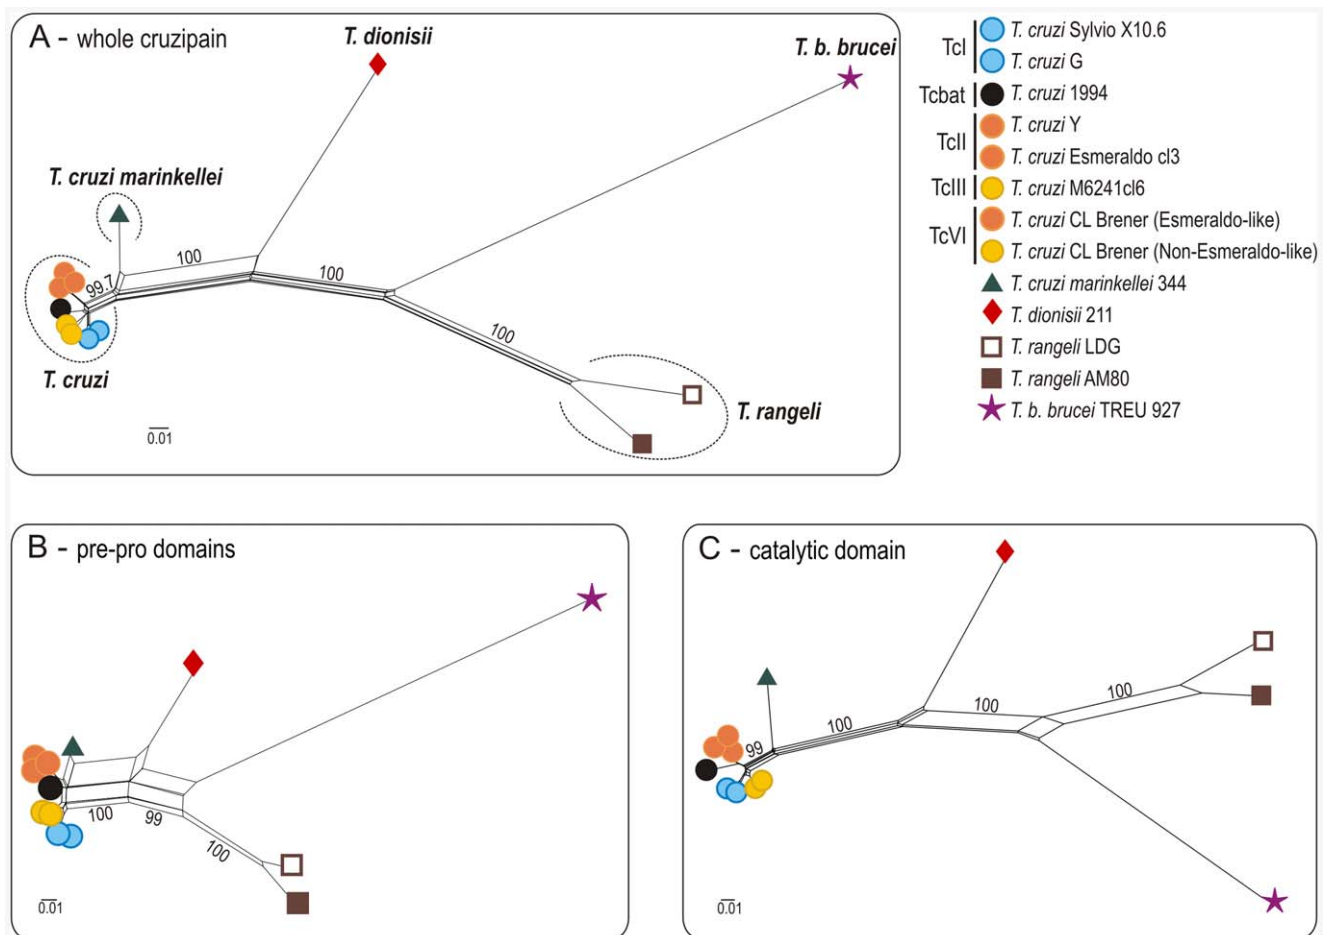 A - whole cruzipain
T. dionisii
T. b. brucei
T. cruzi marinkellei
100
100
99.7
100
T. cruzi
T. rangeli
0.01
TcI
T. cruzi Sylvio X10.6
T. cruzi G
Tcbat
T. cruzi 1994
TcII
T. cruzi Y
T. cruzi Esmeraldo cl3
TcIII
T. cruzi M6241cl6
TcVI
T. cruzi CL Brener (Esmeraldo-like)
T. cruzi CL Brener (Non-Esmeraldo-like)
T. cruzi marinkellei 344
T. dionisii 211
T. rangeli LDG
T. rangeli AM80
T. b. brucei TREU 927
B - pre-pro domains
100
99
100
0.01
C - catalytic domain
100
100
100
99
0.01